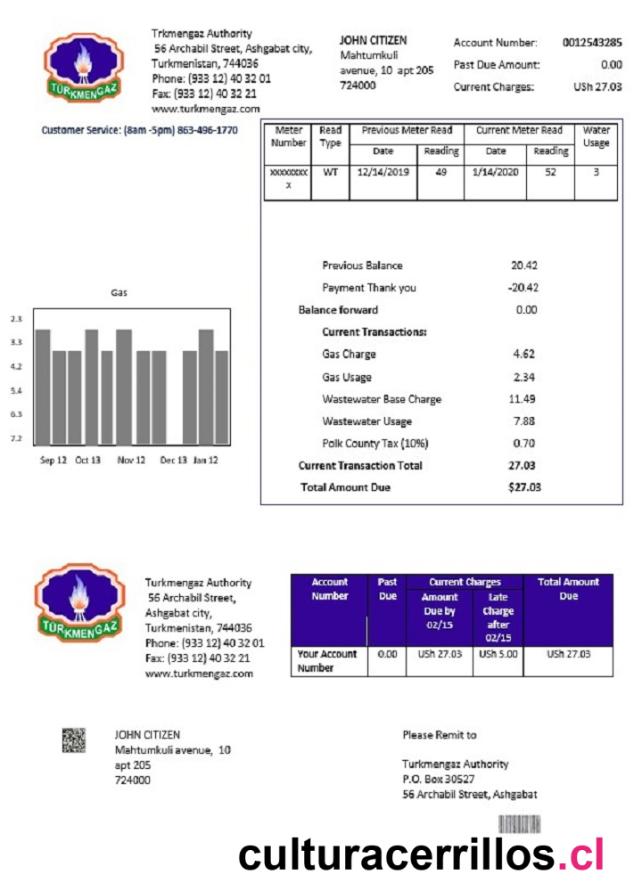 Trkmengaz Authority
56 Archabil Street, Ashgabat city,
Turkmenistan, 744036
Phone: (933 12) 40 32 01
Fax: (933 12) 40 32 21
www.turkmengaz.com
TÜRKMENGAZ
JOHN CITIZEN
Mahtumkuli
avenue, 10 apt 205
724000
Account Number: 0012543285
Past Due Amount: 0.00
Current Charges: USh 27.03
Customer Service: (8am -5pm) 863-496-1770
Meter Number Read Type Previous Meter Read Current Meter Read Water Usage
Date Reading Date Reading
xxxxxxxx WT 12/14/2019 49 1/14/2020 52 3
x
Previous Balance 20.42
Payment Thank you -20.42
Balance forward 0.00
Current Transactions:
Gas Charge 4.62
Gas Usage 2.34
Wastewater Base Charge 11.49
Wastewater Usage 7.88
Polk County Tax (10%) 0.70
Current Transaction Total 27.03
Total Amount Due $27.03
Gas
2.3
3.3
4.2
5.4
6.3
7.2
Sep 12 Oct 13 Nov 12 Dec 13 Jan 12
TÜRKMENGAZ
Turkmengaz Authority
56 Archabil Street,
Ashgabat city,
Turkmenistan, 744036
Phone: (933 12) 40 32 01
Fax: (933 12) 40 32 21
www.turkmengaz.com
Account Number Past Due Current Charges Total Amount Due
Amount Due by 02/15 Late Charge after 02/15
Your Account Number 0.00 USh 27.03 USh 5.00 USh 27.03
JOHN CITIZEN
Mahtumkuli avenue, 10
apt 205
724000
Please Remit to
Turkmengaz Authority
P.O. Box 30527
56 Archabil Street, Ashgabat
culturacerrillos.cl